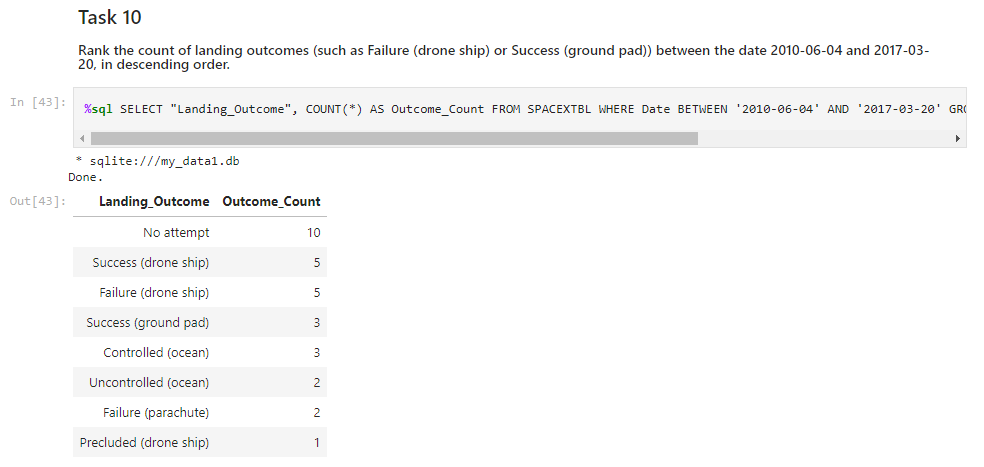 Task 10
Rank the count of landing outcomes (such as Failure (drone ship) or Success (ground pad)) between the date 2010-06-04 and 2017-03-
20, in descending order.
In [43]: %sql SELECT "Landing_Outcome", COUNT(*) AS Outcome_Count FROM SPACEXTBL WHERE Date BETWEEN '2010-06-04' AND '2017-03-20' GRO
* sqlite:///my_data1.db
Done.
Out[43]: Landing_Outcome Outcome_Count
No attempt 10
Success (drone ship) 5
Failure (drone ship) 5
Success (ground pad) 3
Controlled (ocean) 3
Uncontrolled (ocean) 2
Failure (parachute) 2
Precluded (drone ship) 1